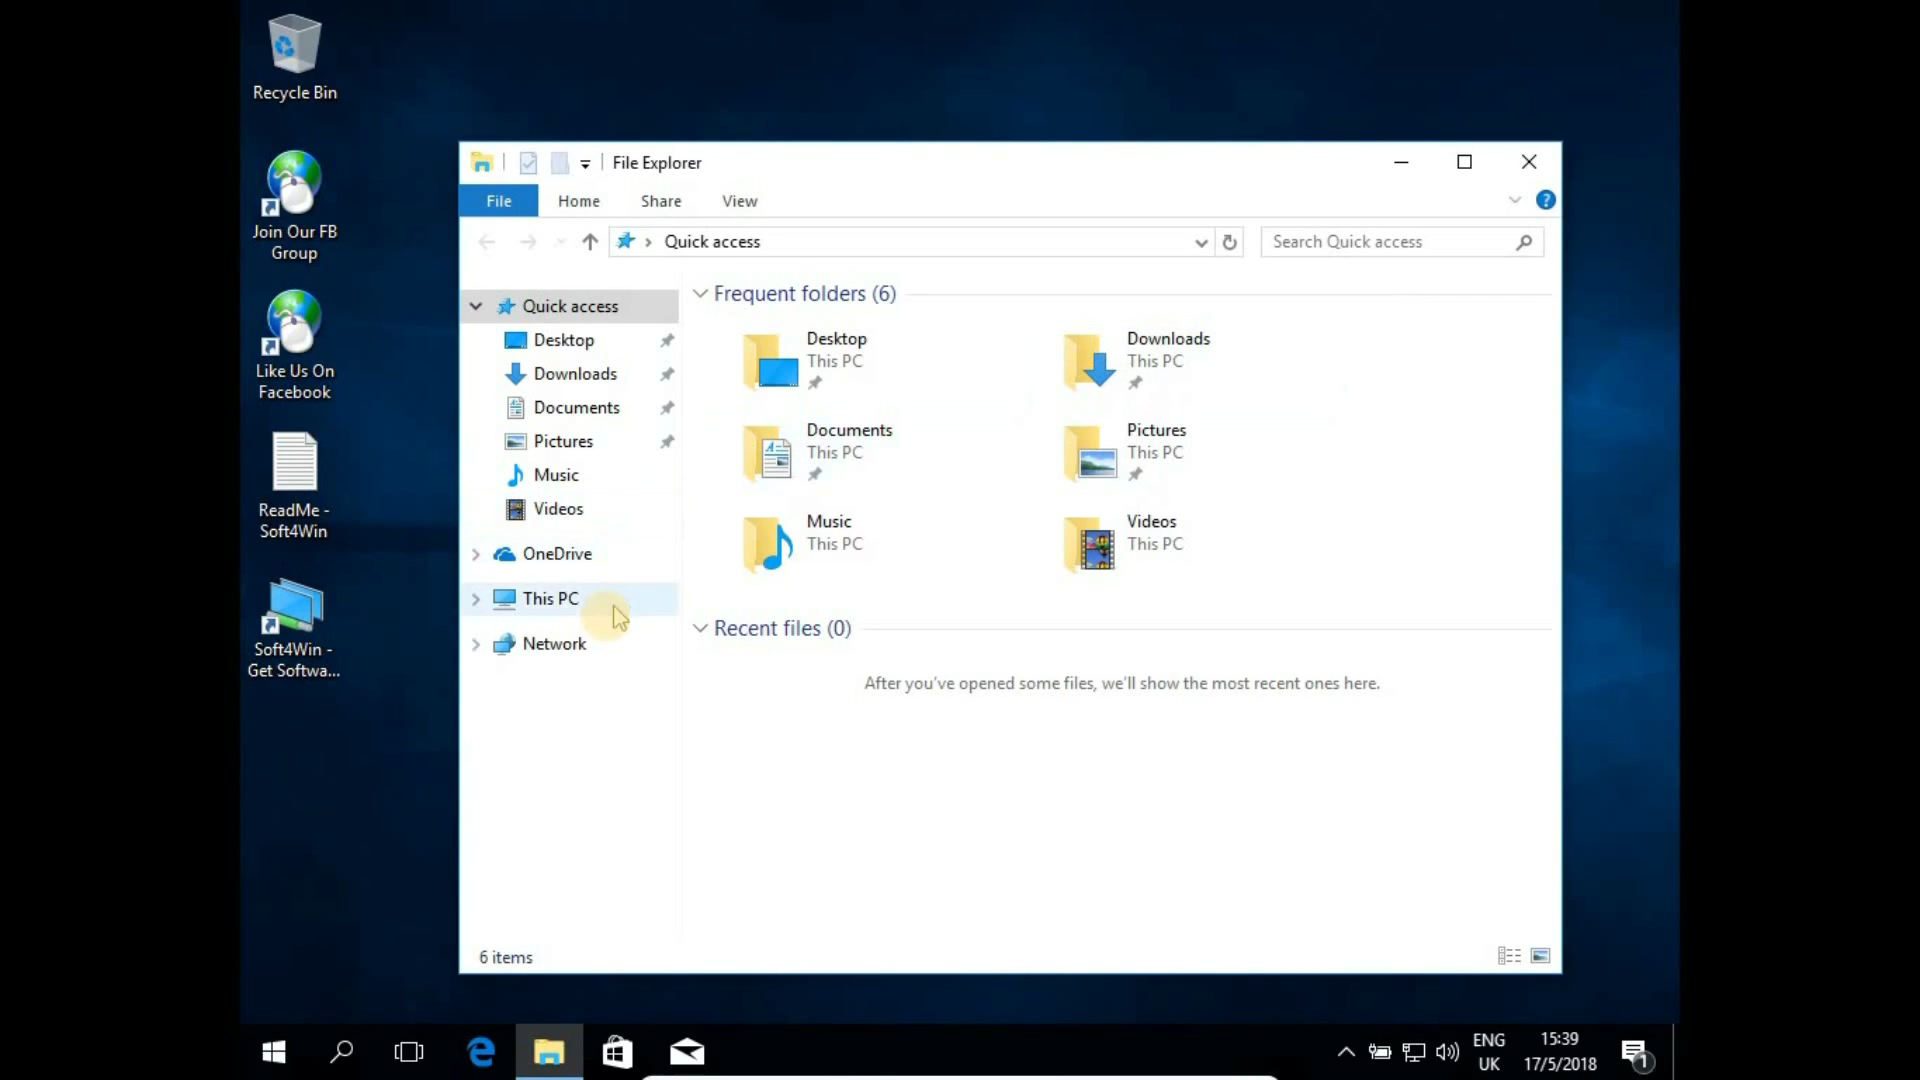 Recycle Bin
Join Our FB
Group
Like Us On
Facebook
ReadMe -
Soft4Win
Soft4Win -
Get Softwa...
File Explorer
File
Home
Share
View
?
Quick access
Search Quick access
Quick access
Desktop
Downloads
Documents
Pictures
Music
Videos
OneDrive
This PC
Network
Frequent folders (6)
Desktop
This PC
Downloads
This PC
Documents
This PC
Pictures
This PC
Music
This PC
Videos
This PC
Recent files (0)
After you've opened some files, we'll show the most recent ones here.
6 items
ENG
UK
15:39
17/5/2018
1